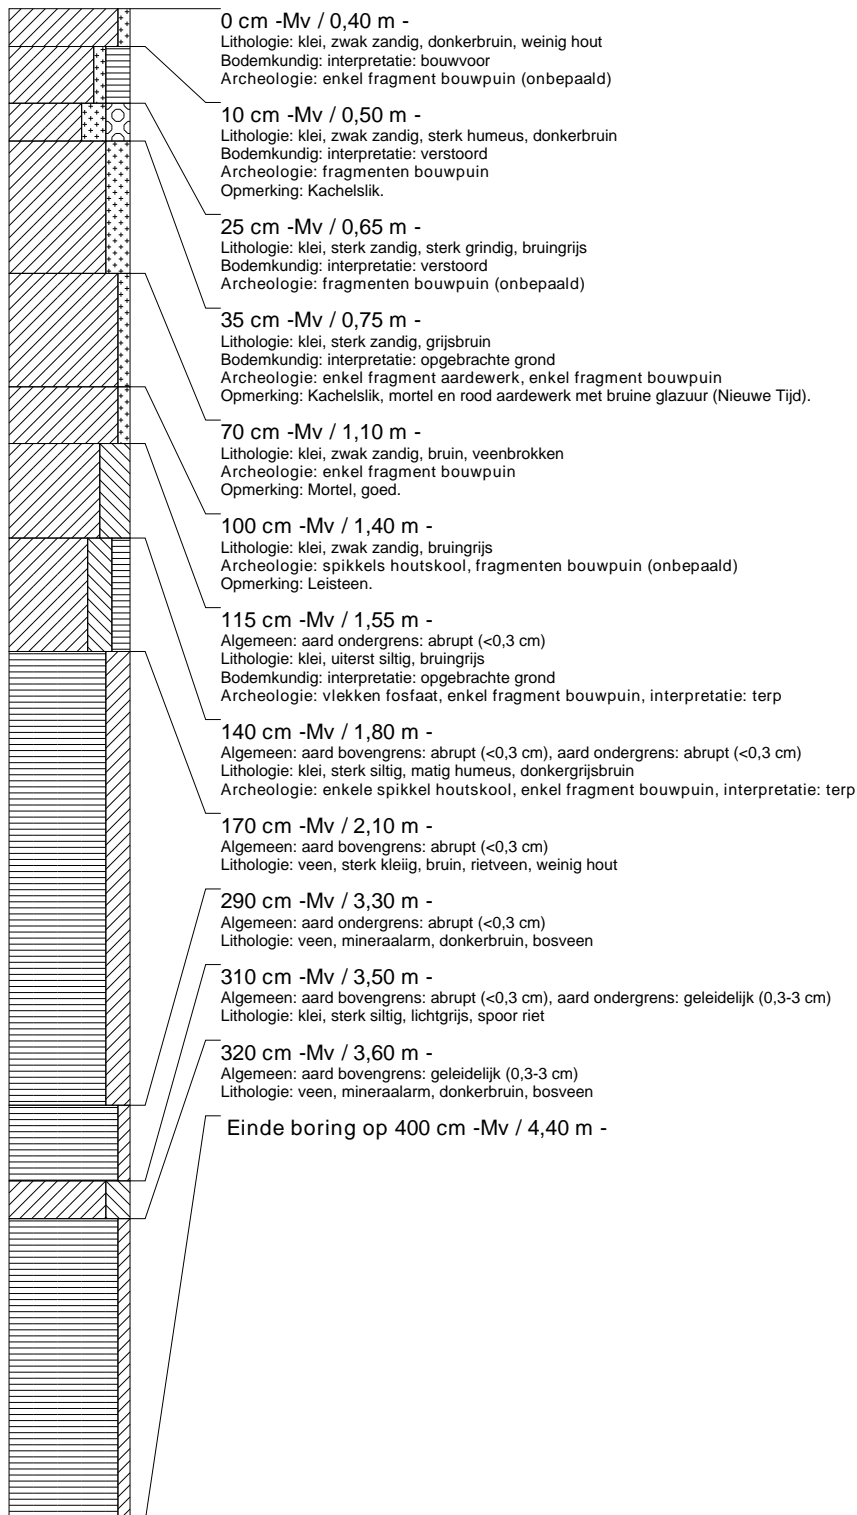 0 cm -Mv / 0,40 m -
Lithologie: klei, zwak zandig, donkerbruin, weinig hout
Bodemkundig: interpretatie: bouwvoor
Archeologie: enkel fragment bouwpuin (onbepaald)
10 cm -Mv / 0,50 m -
Lithologie: klei, zwak zandig, sterk humeus, donkerbruin
Bodemkundig: interpretatie: verstoord
Archeologie: fragmenten bouwpuin
Opmerking: Kachelslik.
25 cm -Mv / 0,65 m -
Lithologie: klei, sterk zandig, sterk grindig, bruingrijs
Bodemkundig: interpretatie: verstoord
Archeologie: fragmenten bouwpuin (onbepaald)
35 cm -Mv / 0,75 m -
Lithologie: klei, sterk zandig, grijsbruin
Bodemkundig: interpretatie: opgebrachte grond
Archeologie: enkel fragment aardewerk, enkel fragment bouwpuin
Opmerking: Kachelslik, mortel en rood aardewerk met bruine glazuur (Nieuwe Tijd).
70 cm -Mv / 1,10 m -
Lithologie: klei, zwak zandig, bruin, veenbrokken
Archeologie: enkel fragment bouwpuin
Opmerking: Mortel, goed.
100 cm -Mv / 1,40 m -
Lithologie: klei, zwak zandig, bruingrijs
Archeologie: spikkels houtskool, fragmenten bouwpuin (onbepaald)
Opmerking: Leisteen.
115 cm -Mv / 1,55 m -
Algemeen: aard ondergrens: abrupt (<0,3 cm)
Lithologie: klei, uiterst siltig, bruingrijs
Bodemkundig: interpretatie: opgebrachte grond
Archeologie: vlekken fosfaat, enkel fragment bouwpuin, interpretatie: terp
140 cm -Mv / 1,80 m -
Algemeen: aard bovengrens: abrupt (<0,3 cm), aard ondergrens: abrupt (<0,3 cm)
Lithologie: klei, sterk siltig, matig humeus, donkergrijsbruin
Archeologie: enkele spikkel houtskool, enkel fragment bouwpuin, interpretatie: terp
170 cm -Mv / 2,10 m -
Algemeen: aard bovengrens: abrupt (<0,3 cm)
Lithologie: veen, sterk kleiig, bruin, rietveen, weinig hout
290 cm -Mv / 3,30 m -
Algemeen: aard ondergrens: abrupt (<0,3 cm)
Lithologie: veen, mineraalarm, donkerbruin, bosveen
310 cm -Mv / 3,50 m -
Algemeen: aard bovengrens: abrupt (<0,3 cm), aard ondergrens: geleidelijk (0,3-3 cm)
Lithologie: klei, sterk siltig, lichtgrijs, spoor riet
320 cm -Mv / 3,60 m -
Algemeen: aard bovengrens: geleidelijk (0,3-3 cm)
Lithologie: veen, mineraalarm, donkerbruin, bosveen
Einde boring op 400 cm -Mv / 4,40 m -